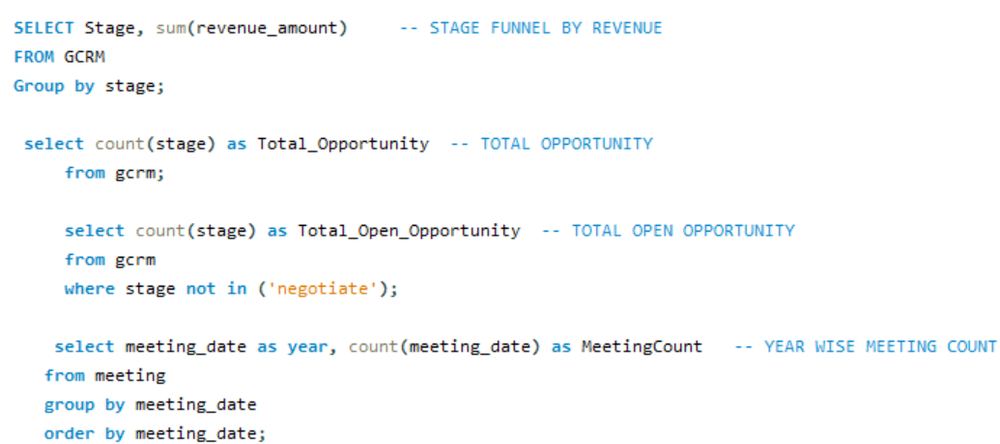 SELECT Stage, sum(revenue_amount) -- STAGE FUNNEL BY REVENUE
FROM GCRM
Group by stage;
select count(stage) as Total_Opportunity -- TOTAL OPPORTUNITY
from gcrm;
select count(stage) as Total_Open_Opportunity -- TOTAL OPEN OPPORTUNITY
from gcrm
where stage not in ('negotiate');
select meeting_date as year, count(meeting_date) as MeetingCount -- YEAR WISE MEETING COUNT
from meeting
group by meeting_date
order by meeting_date;